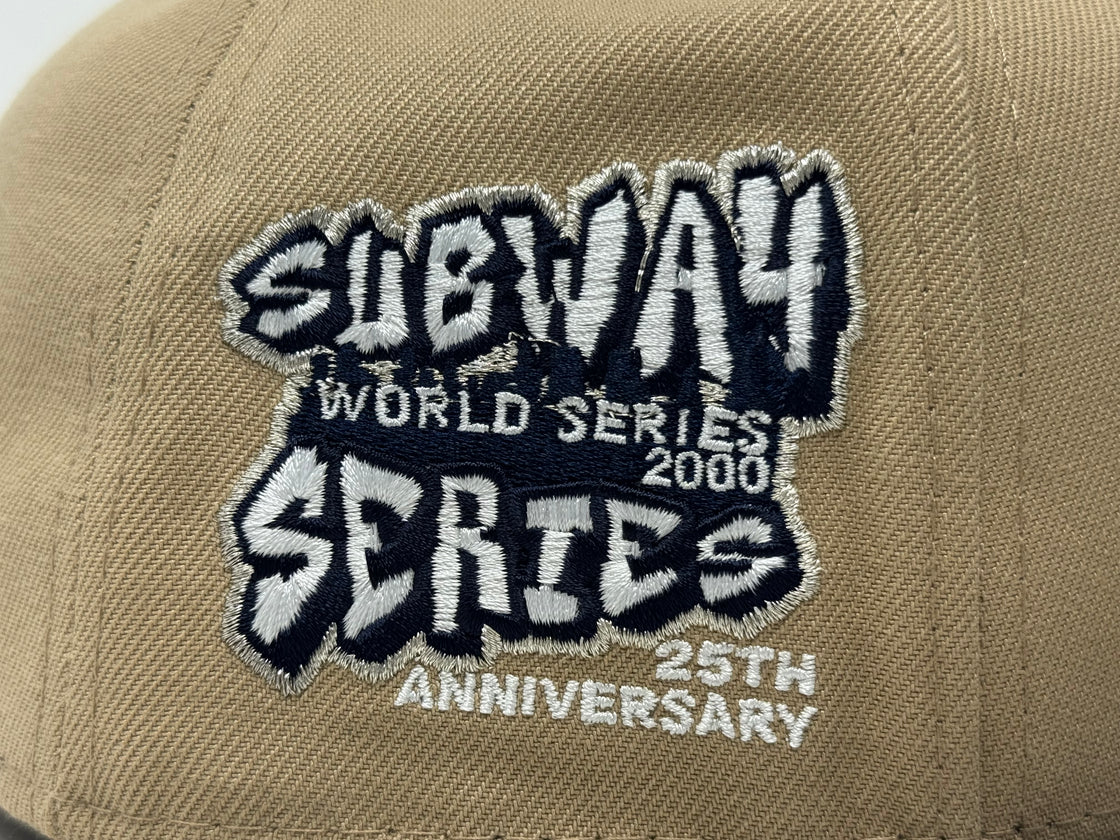 SUBWAY
WORLD SERIES
2000
SERIES
25TH
ANNIVERSARY